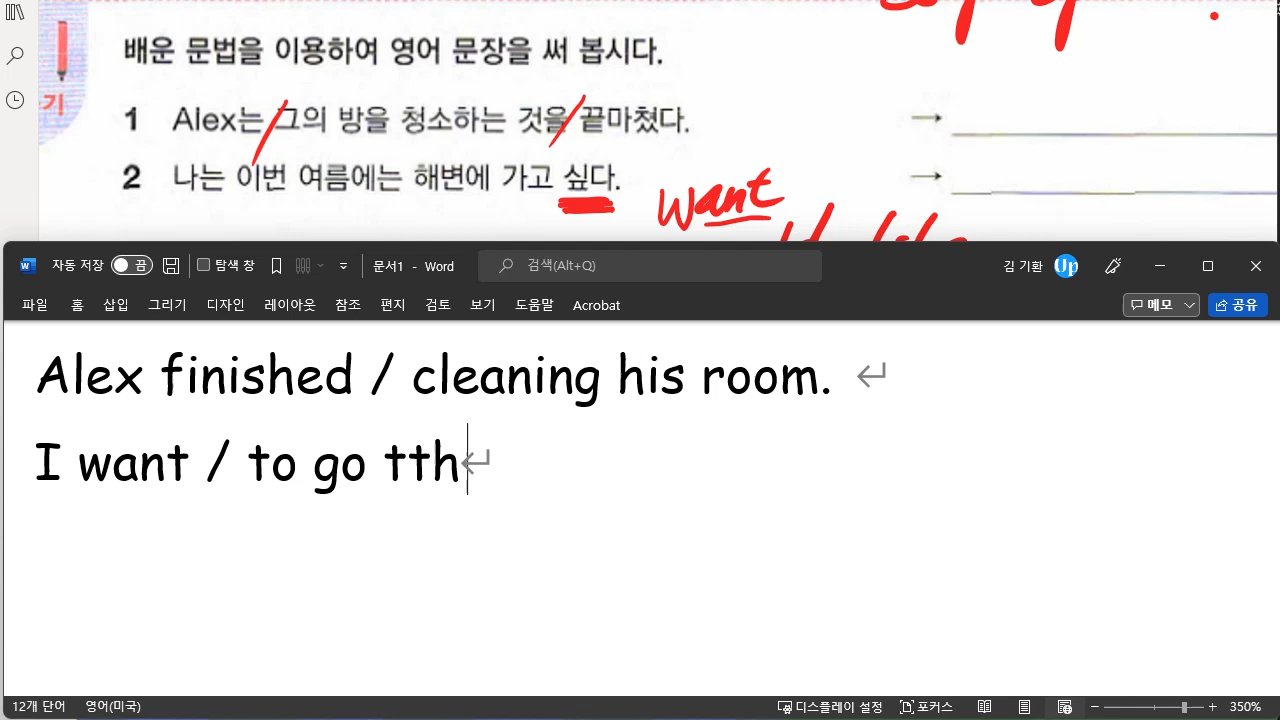 배운 문법을 이용하여 영어 문장을 써 봅시다.
기
1 Alex는 그의 방을 청소하는 것을 끝마쳤다. →
2 나는 이번 여름에는 해변에 가고 싶다. →
want
자동 저장 끔 탐색 창 문서1 - Word 검색(Alt+Q) 김 기환 Up
파일 홈 삽입 그리기 디자인 레이아웃 참조 편지 검토 보기 도움말 Acrobat 메모 공유
Alex finished / cleaning his room.
I want / to go tth
12개 단어 영어(미국) 디스플레이 설정 포커스 350%